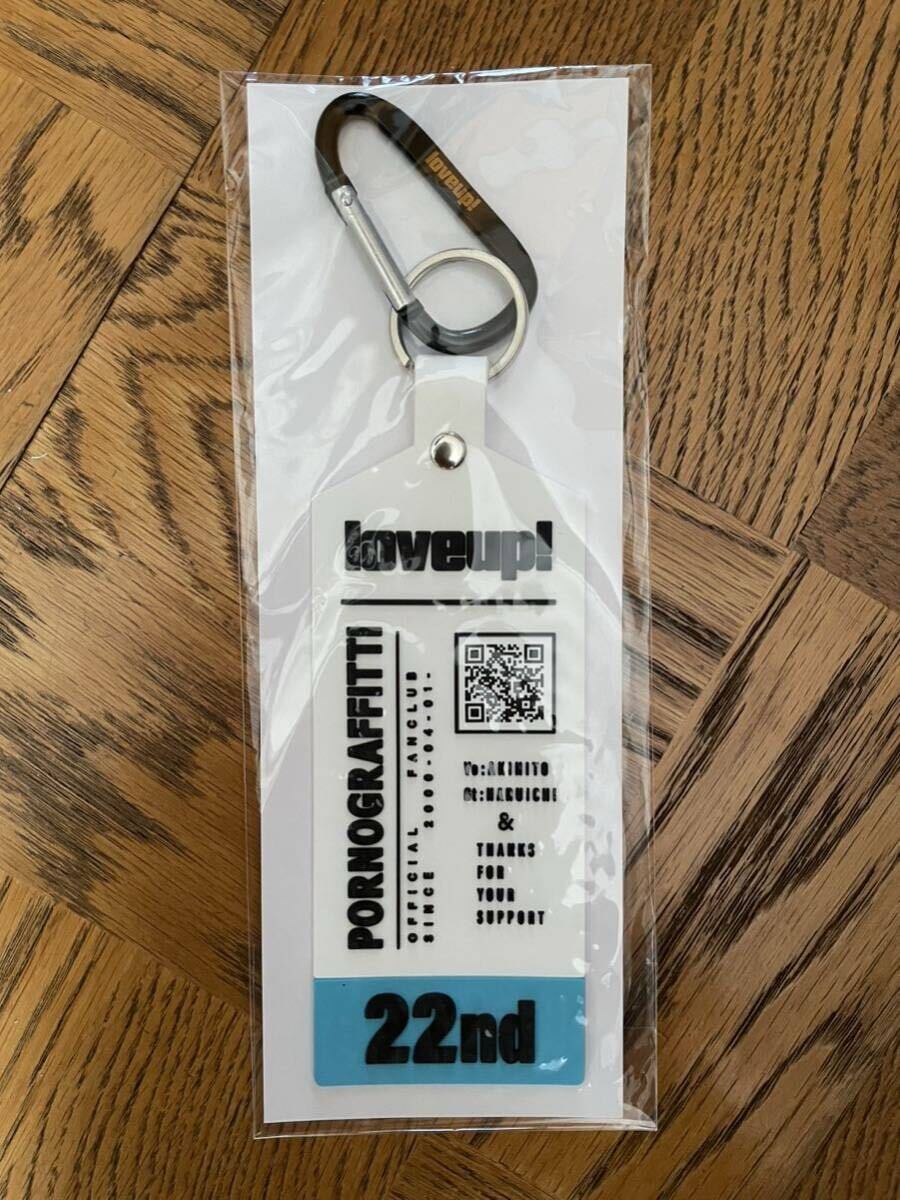 loveup!
loveup!
PORNOGRAFFITTI
OFFICIAL FANCLUB
SINCE 2000-04-01-
Vo:AKIHITO
Gt:HARUICHI
&
THANKS
FOR
YOUR
SUPPORT
22nd